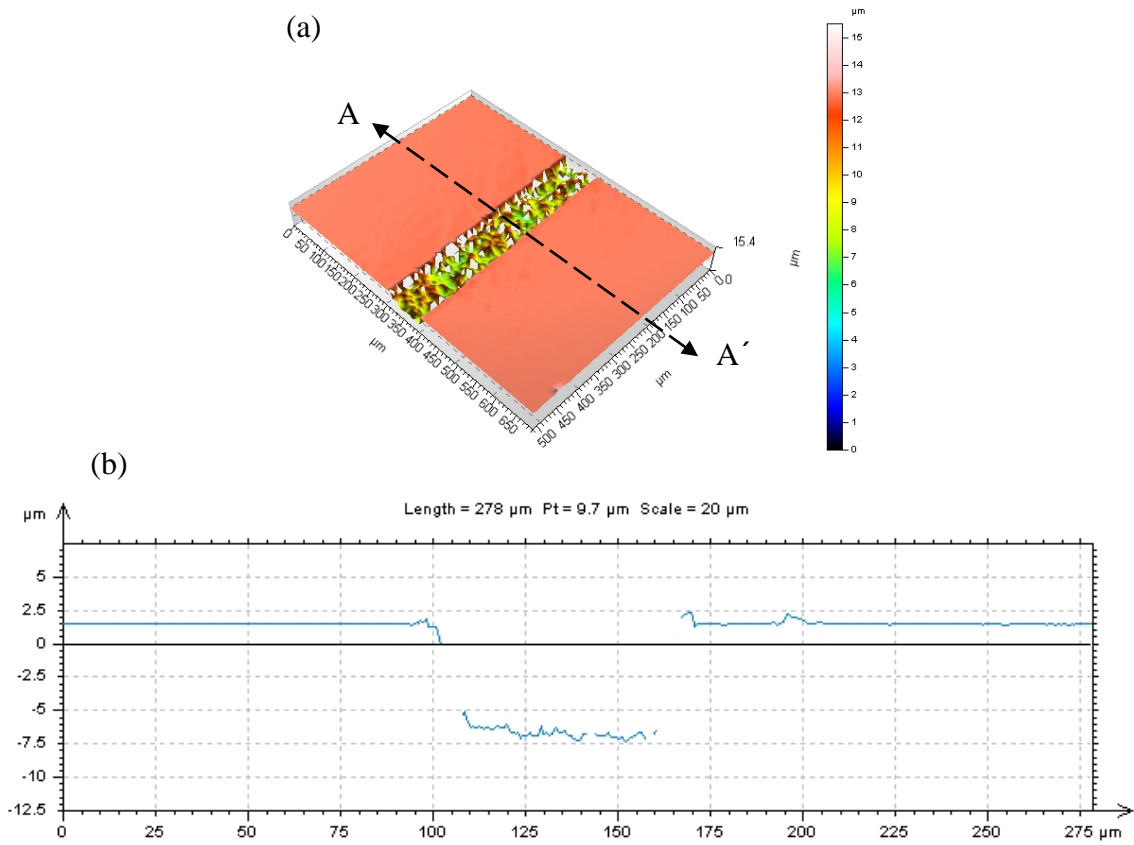 (a)
µm
15
14
13
12
11
10
9
8
7
6
5
4
3
2
1
0
A
A´
0 50 100 150 200 250 300 350 400 450 500 550 600 650
µm
15.4
0.0
µm
0 50 100 150 200 250 300 350 400 450 500
µm
(b)
Length = 278 µm Pt = 9.7 µm Scale = 20 µm
µm
5
2.5
0
-2.5
-5
-7.5
-10
-12.5
0 25 50 75 100 125 150 175 200 225 250 275 µm